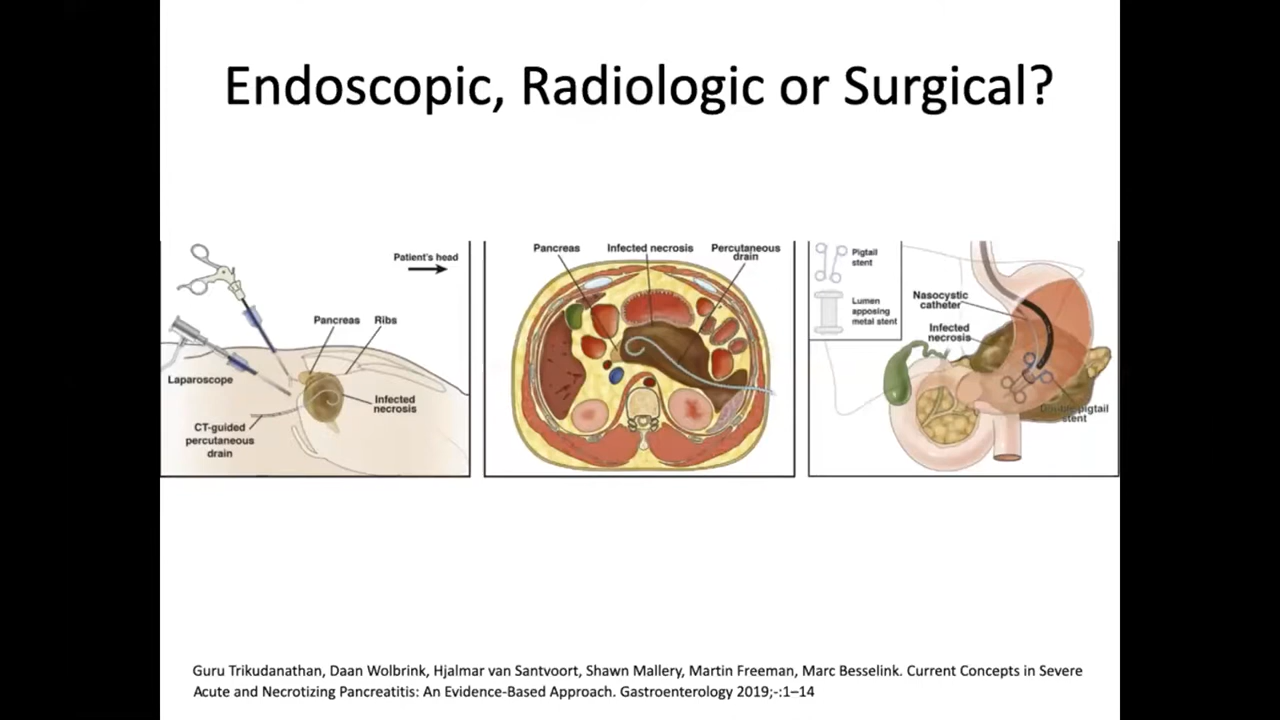 Endoscopic, Radiologic or Surgical?
Patient's head
Pancreas
Ribs
Laparoscope
Infected
necrosis
CT-guided
percutaneous
drain
Pancreas
Infected necrosis
Percutaneous
drain
Pigtail
stent
Lumen
apposing
metal stent
Nasocystic
catheter
Infected
necrosis
Double pigtail
stent
Guru Trikudanathan, Daan Wolbrink, Hjalmar van Santvoort, Shawn Mallery, Martin Freeman, Marc Besselink. Current Concepts in Severe
Acute and Necrotizing Pancreatitis: An Evidence-Based Approach. Gastroenterology 2019;-:1–14